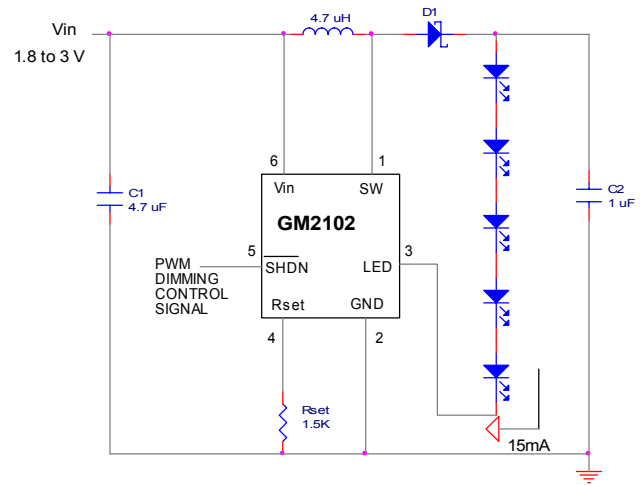 D1
4.7 uH
Vin
1.8 to 3 V
6
1
Vin
SW
C1
4.7 uF
C2
1 uF
GM2102
5
3
SHDN
LED
PWM
DIMMING
CONTROL
SIGNAL
Rset
GND
4
2
Rset
1.5K
15mA